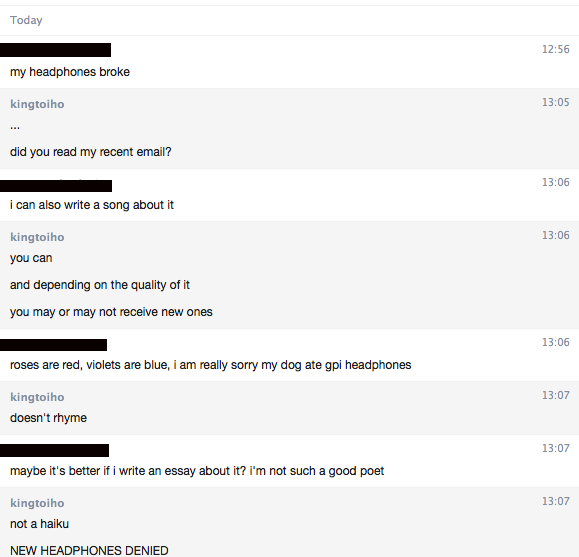 Today
12:56
my headphones broke
kingtoiho 13:05
...
did you read my recent email?
13:06
i can also write a song about it
kingtoiho 13:06
you can
and depending on the quality of it
you may or may not receive new ones
13:06
roses are red, violets are blue, i am really sorry my dog ate gpi headphones
kingtoiho 13:07
doesn't rhyme
13:07
maybe it's better if i write an essay about it? i'm not such a good poet
kingtoiho 13:07
not a haiku
NEW HEADPHONES DENIED